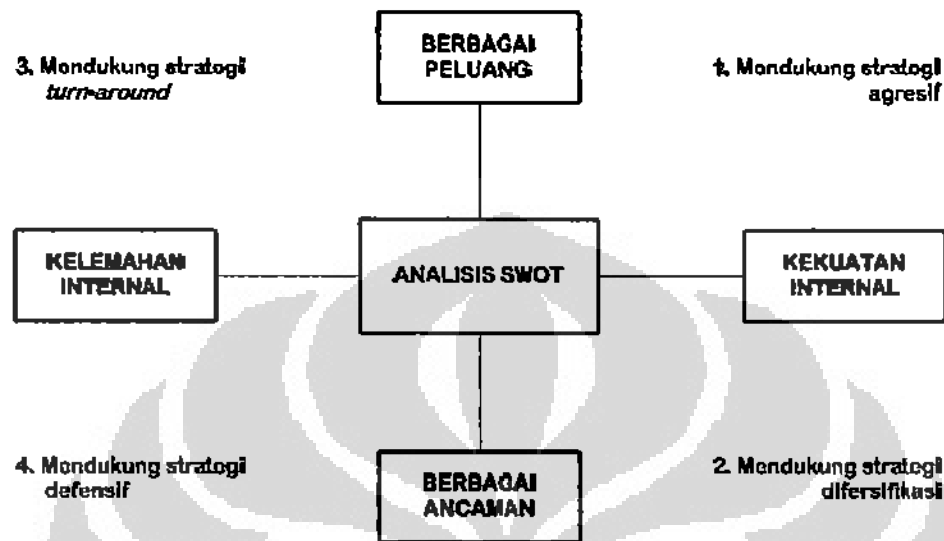 BERBAGAI
PELUANG
3. Mendukung strategi
turn-around
1. Mendukung strategi
agresif
KELEMAHAN
INTERNAL
ANALISIS SWOT
KEKUATAN
INTERNAL
4. Mendukung strategi
defensif
BERBAGAI
ANCAMAN
2. Mendukung strategi
difersifikasi